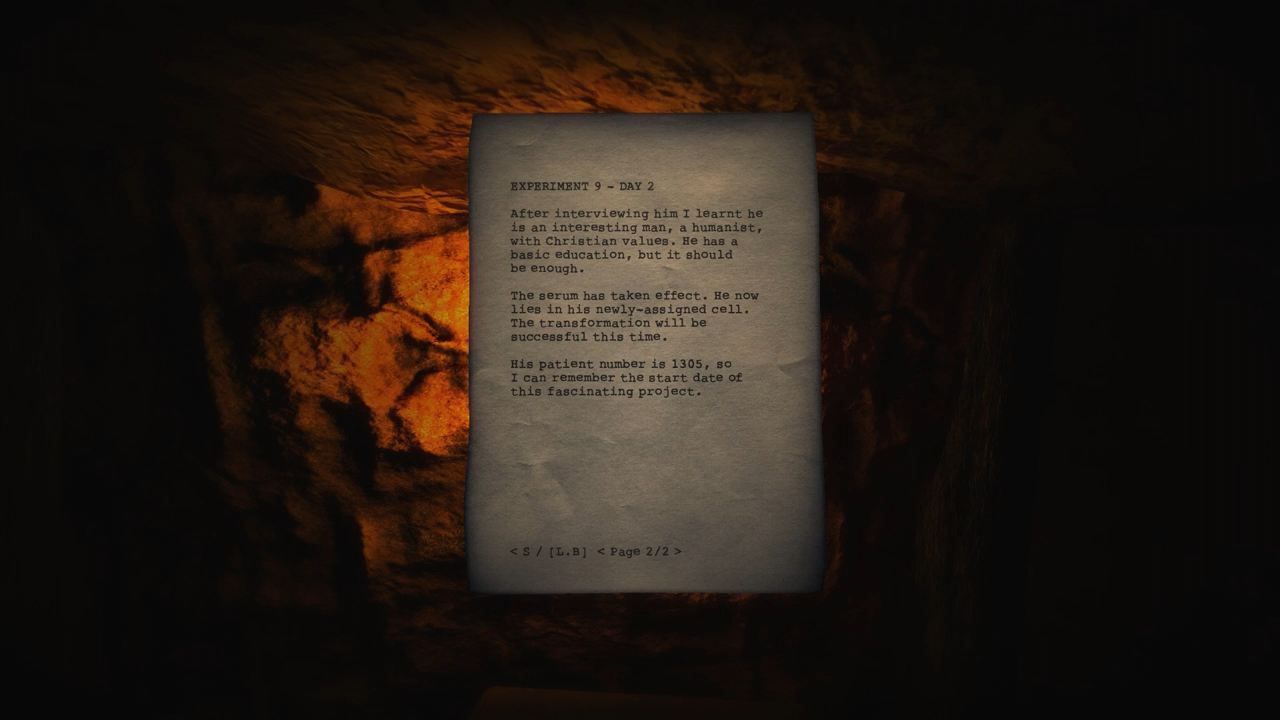 EXPERIMENT 9 - DAY 2
After interviewing him I learnt he
is an interesting man, a humanist,
with Christian values. He has a
basic education, but it should
be enough.
The serum has taken effect. He now
lies in his newly-assigned cell.
The transformation will be
successful this time.
His patient number is 1305, so
I can remember the start date of
this fascinating project.
< S / [L.B] < Page 2/2 >